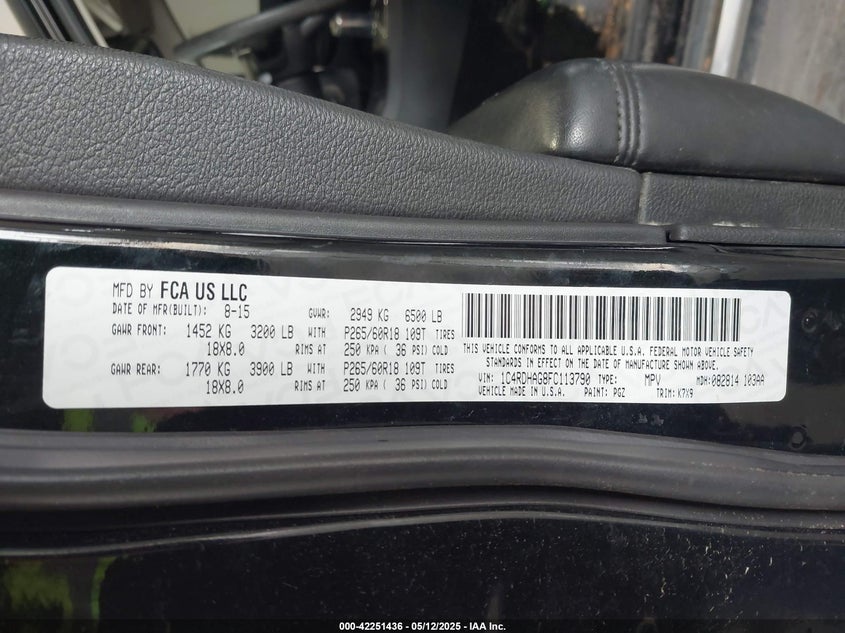 MFD BY FCA US LLC
DATE OF MFR(BUILT): 8-15 GVWR: 2949 KG 6500 LB
GAWR FRONT: 1452 KG 3200 LB WITH P265/60R18 109T TIRES
18X8.0 RIMS AT 250 KPA ( 36 PSI) COLD
GAWR REAR: 1770 KG 3900 LB WITH P265/60R18 109T TIRES
18X8.0 RIMS AT 250 KPA ( 36 PSI) COLD
THIS VEHICLE CONFORMS TO ALL APPLICABLE U.S.A. FEDERAL MOTOR VEHICLE SAFETY
STANDARDS IN EFFECT ON THE DATE OF MANUFACTURE SHOWN ABOVE.
VIN: 1C4RDHAG8FC113790 TYPE: MPV MDH: 082814 103AA
VEHICLE MADE IN U.S.A. PAINT: PGZ TRIM: K7X9
000-42251436 - 05/12/2025 - IAA Inc.